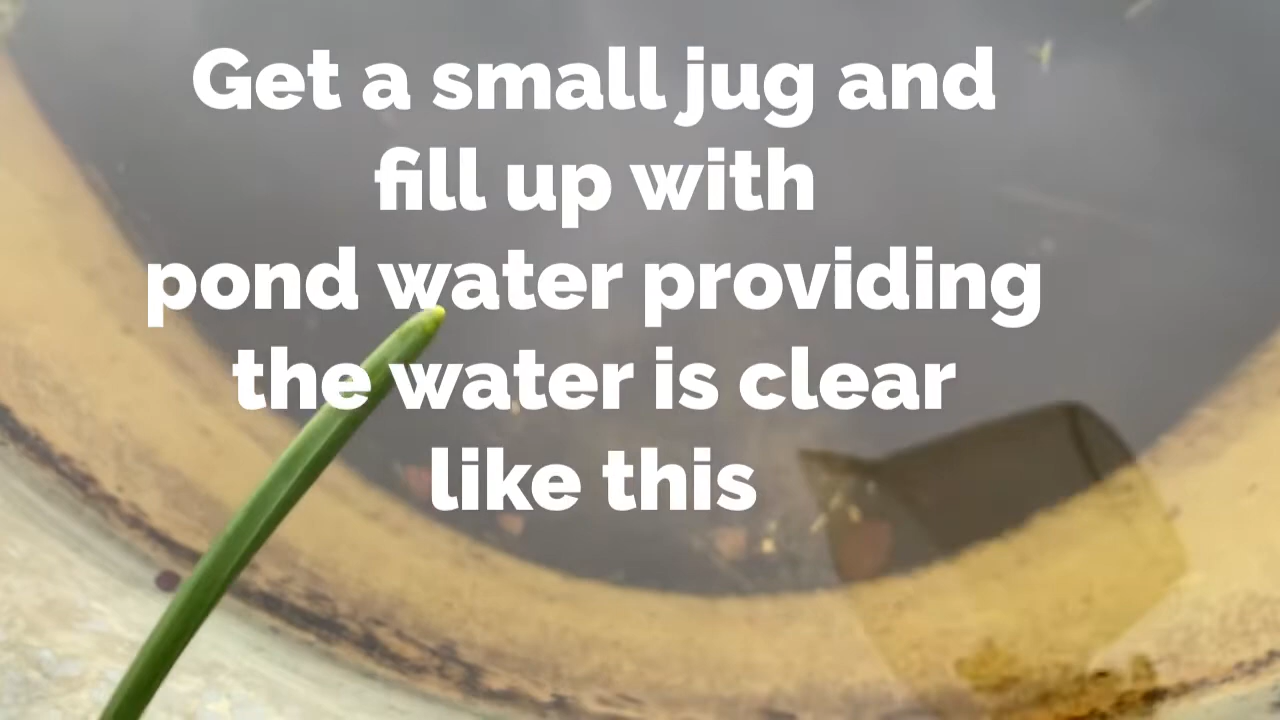 Get a small jug and
fill up with
pond water providing
the water is clear
like this